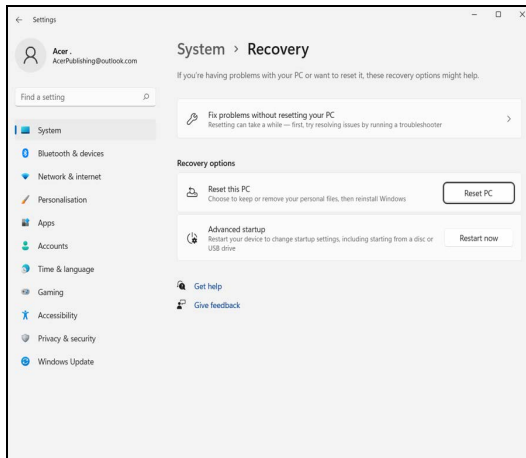 Settings
Acer .
AcerPublishing@outlook.com
Find a setting
System
Bluetooth & devices
Network & internet
Personalisation
Apps
Accounts
Time & language
Gaming
Accessibility
Privacy & security
Windows Update
System > Recovery
If you're having problems with your PC or want to reset it, these recovery options might help.
Fix problems without resetting your PC
Resetting can take a while — first, try resolving issues by running a troubleshooter
Recovery options
Reset this PC
Choose to keep or remove your personal files, then reinstall Windows
Reset PC
Advanced startup
Restart your device to change startup settings, including starting from a disc or
USB drive
Restart now
Get help
Give feedback